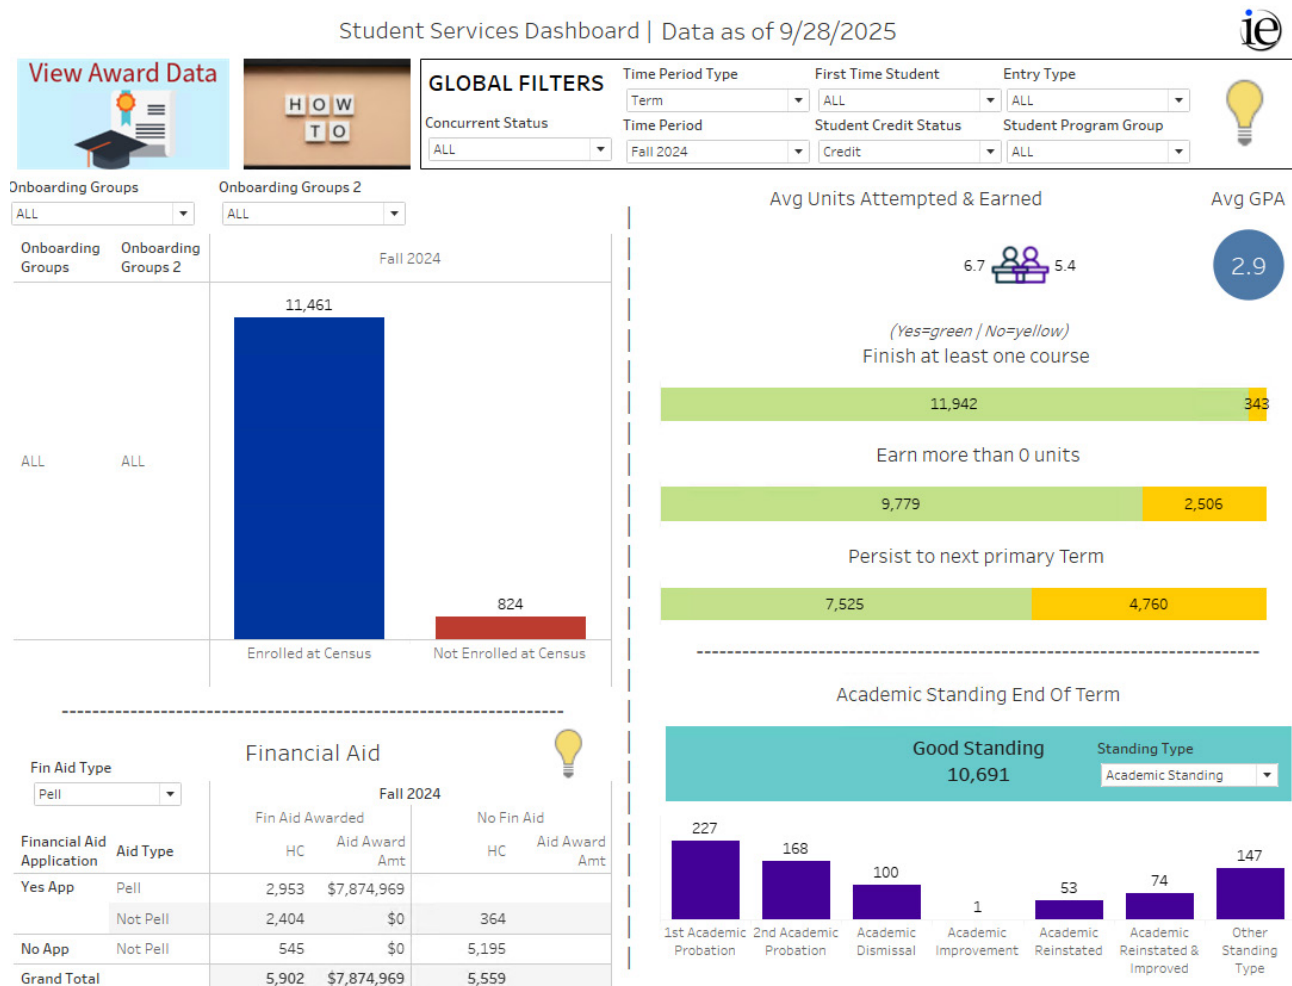 Student Services Dashboard | Data as of 9/28/2025
ie
View Award Data
HOW
TO
GLOBAL FILTERS
Time Period Type
First Time Student
Entry Type
Term
ALL
ALL
Concurrent Status
Time Period
Student Credit Status
Student Program Group
ALL
Fall 2024
Credit
ALL
Onboarding Groups
Onboarding Groups 2
ALL
ALL
Onboarding
Groups
Onboarding
Groups 2
Fall 2024
11,461
ALL
ALL
824
Enrolled at Census
Not Enrolled at Census
Avg Units Attempted & Earned
Avg GPA
6.7
5.4
2.9
(Yes=green | No=yellow)
Finish at least one course
11,942
343
Earn more than 0 units
9,779
2,506
Persist to next primary Term
7,525
4,760
Financial Aid
Fin Aid Type
Pell
Fall 2024
Fin Aid Awarded
No Fin Aid
Financial Aid
Application
Aid Type
HC
Aid Award
Amt
HC
Aid Award
Amt
Yes App Pell 2,953 $7,874,969
Not Pell 2,404 $0 364
No App Not Pell 545 $0 5,195
Grand Total 5,902 $7,874,969 5,559
Academic Standing End Of Term
Good Standing
10,691
Standing Type
Academic Standing
227
168
100
1
53
74
147
1st Academic
Probation
2nd Academic
Probation
Academic
Dismissal
Academic
Improvement
Academic
Reinstated
Academic
Reinstated &
Improved
Other
Standing
Type